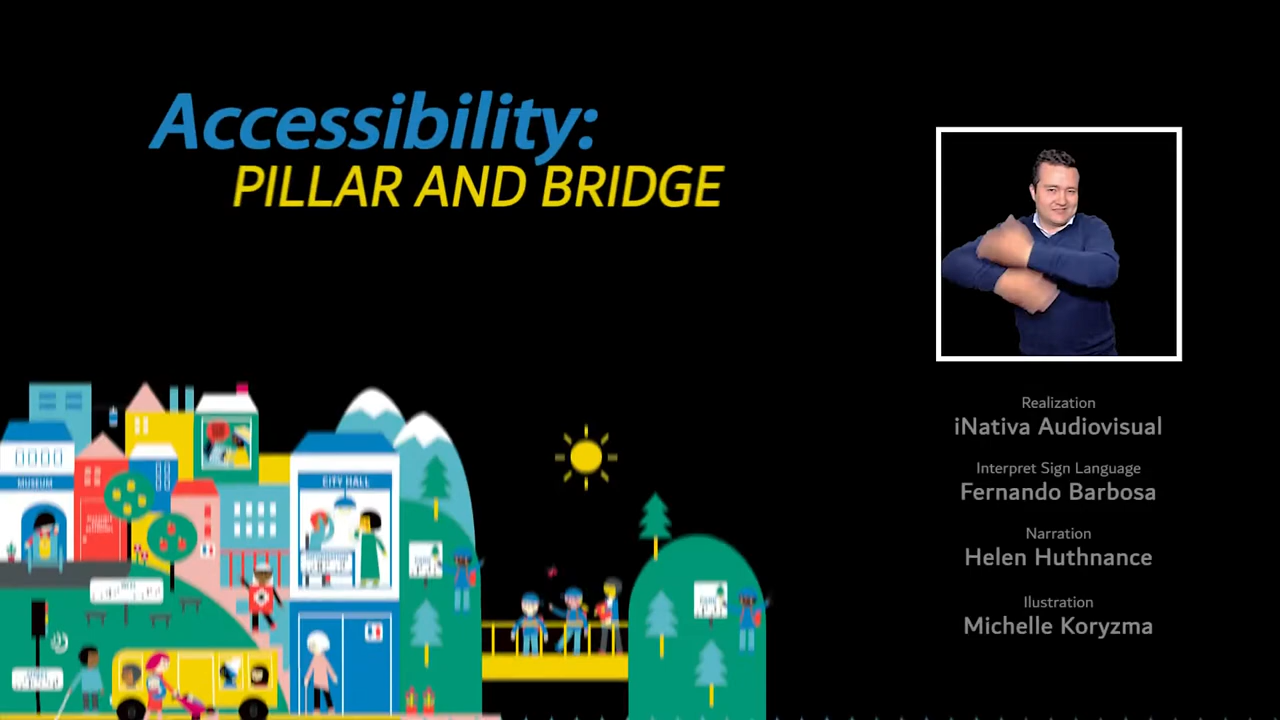 Accessibility:
PILLAR AND BRIDGE
Realization
iNativa Audiovisual
Interpret Sign Language
Fernando Barbosa
Narration
Helen Huthnance
Ilustration
Michelle Koryzma
MUSEUM
CITY HALL